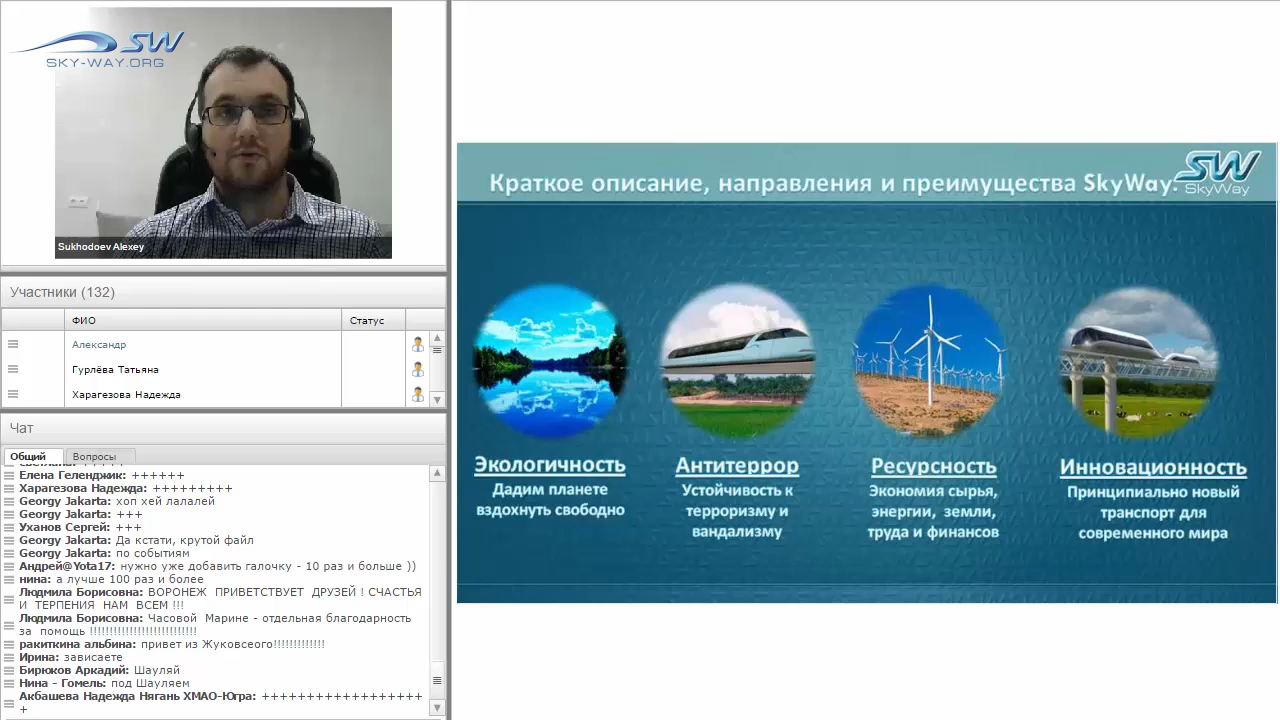 SW
SKY-WAY.ORG
Sukhodoev Alexey
Участники (132)
ФИО
Статус
Александр
Гурлёва Татьяна
Харагезова Надежда
Чат
Общий
Вопросы
Елена Геленджик: ++++++
Харагезова Надежда: +++++++++
Georgy Jakarta: хоп хей лалалей
Georgy Jakarta: +++
Уханов Сергей: +++
Georgy Jakarta: Да кстати, крутой файл
Georgy Jakarta: по событиям
Андрей@Yota17: нужно уже добавить галочку - 10 раз и больше ))
нина: а лучше 100 раз и более
Людмила Борисовна: ВОРОНЕЖ ПРИВЕТСТВУЕТ ДРУЗЕЙ ! СЧАСТЬЯ
И ТЕРПЕНИЯ НАМ ВСЕМ !!!
Людмила Борисовна: Часовой Марине - отдельная благодарность
за помощь !!!!!!!!!!!!!!!!!!!!!!!!!!!
ракиткина альбина: привет из Жуковсеого!!!!!!!!!!!!!
Ирина: зависаете
Бирюков Аркадий: Шауляй
Нина - Гомель: под Шауляем
Акбашева Надежда Нягань ХМАО-Югра: ++++++++++++++++++
+
Краткое описание, направления и преимущества SkyWay:
SW
SkyWay
Экологичность
Дадим планете
вздохнуть свободно
Антитеррор
Устойчивость к
терроризму и
вандализму
Ресурсность
Экономия сырья,
энергии, земли,
труда и финансов
Инновационность
Принципиально новый
транспорт для
современного мира